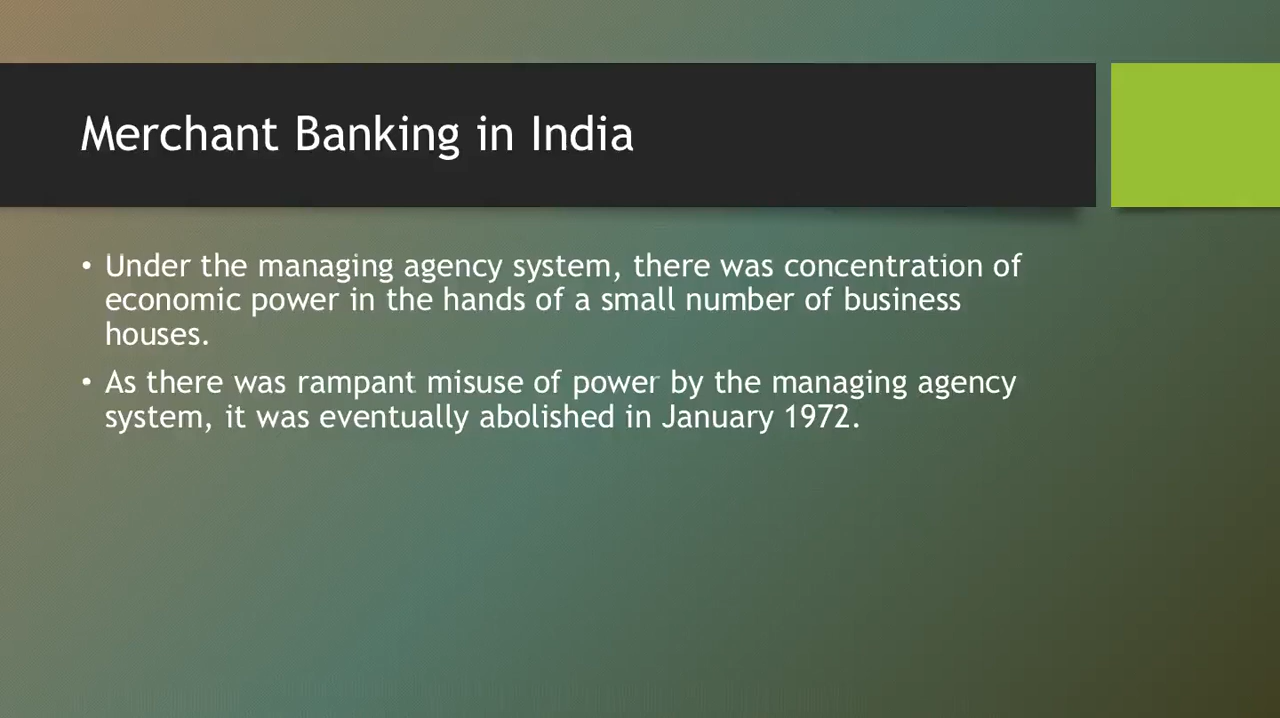 Merchant Banking in India
• Under the managing agency system, there was concentration of
economic power in the hands of a small number of business
houses.
• As there was rampant misuse of power by the managing agency
system, it was eventually abolished in January 1972.